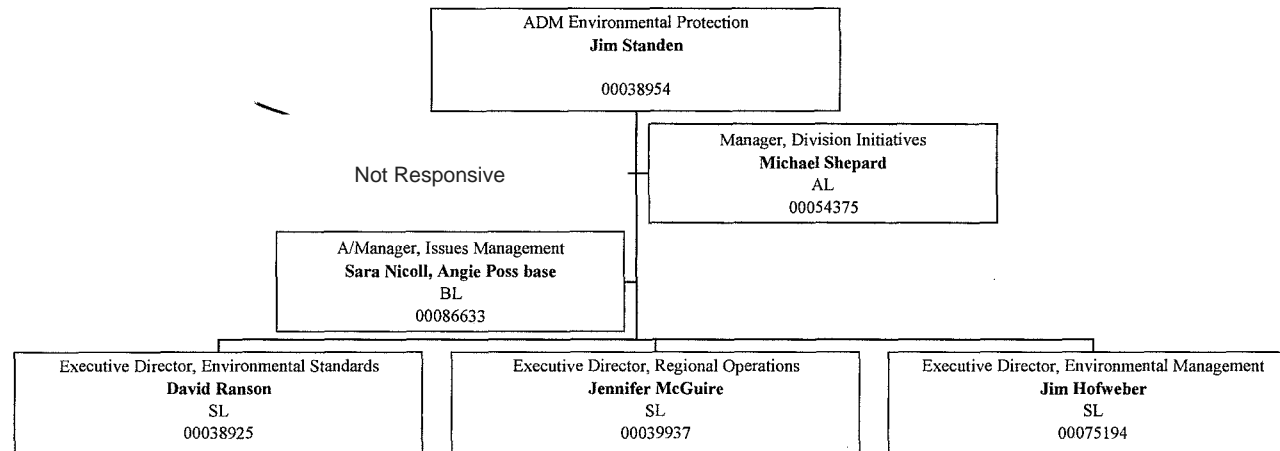 ADM Environmental Protection
Jim Standen
00038954
Manager, Division Initiatives
Michael Shepard
AL
00054375
Not Responsive
A/Manager, Issues Management
Sara Nicoll, Angie Poss base
BL
00086633
Executive Director, Environmental Standards
David Ranson
SL
00038925
Executive Director, Regional Operations
Jennifer McGuire
SL
00039937
Executive Director, Environmental Management
Jim Hofweber
SL
00075194